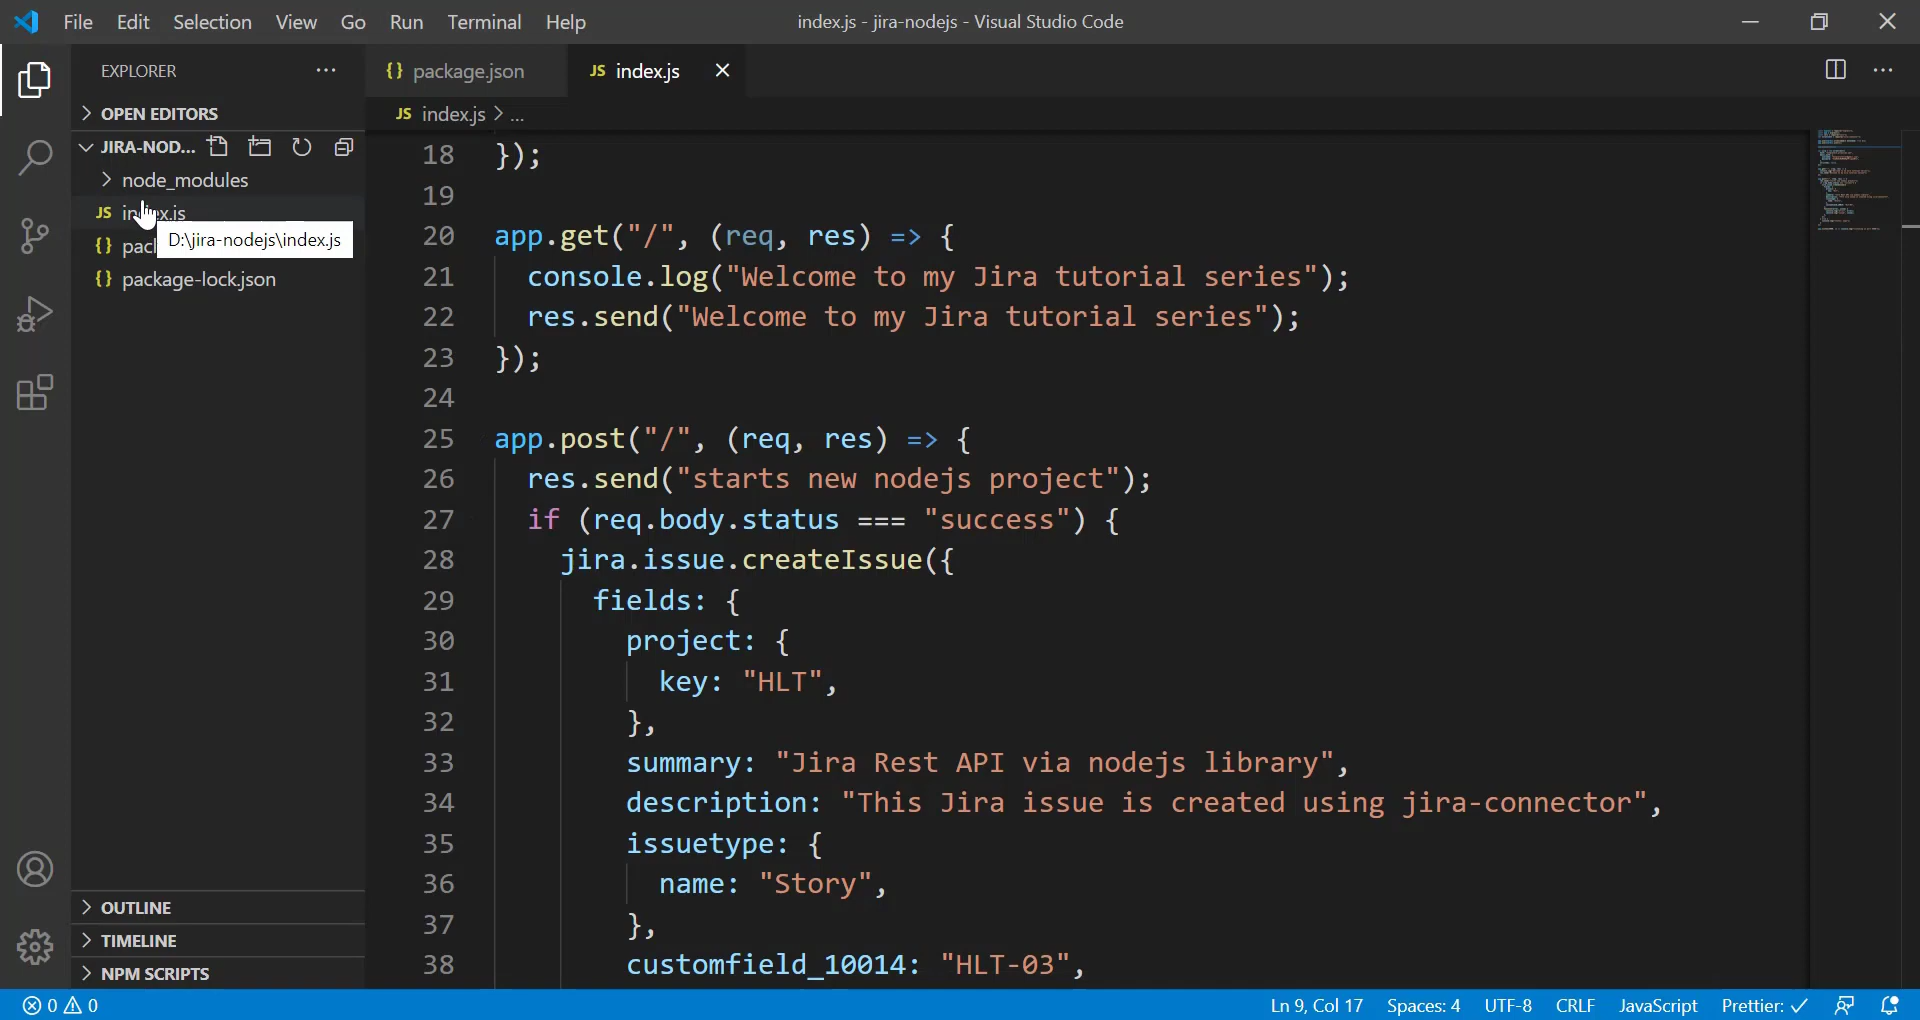 File Edit Selection View Go Run Terminal Help
index.js - jira-nodejs - Visual Studio Code
EXPLORER
OPEN EDITORS
JIRA-NOD...
node_modules
JS index.js
D:\jira-nodejs\index.js
{} pac
{} package-lock.json
OUTLINE
TIMELINE
NPM SCRIPTS
{} package.json
JS index.js
JS index.js > ...
18 });
19
20 app.get("/", (req, res) => {
21 console.log("Welcome to my Jira tutorial series");
22 res.send("Welcome to my Jira tutorial series");
23 });
24
25 app.post("/", (req, res) => {
26 res.send("starts new nodejs project");
27 if (req.body.status === "success") {
28 jira.issue.createIssue({
29 fields: {
30 project: {
31 key: "HLT",
32 },
33 summary: "Jira Rest API via nodejs library",
34 description: "This Jira issue is created using jira-connector",
35 issuetype: {
36 name: "Story",
37 },
38 customfield_10014: "HLT-03",
0 0
Ln 9, Col 17 Spaces: 4 UTF-8 CRLF JavaScript Prettier: ✓